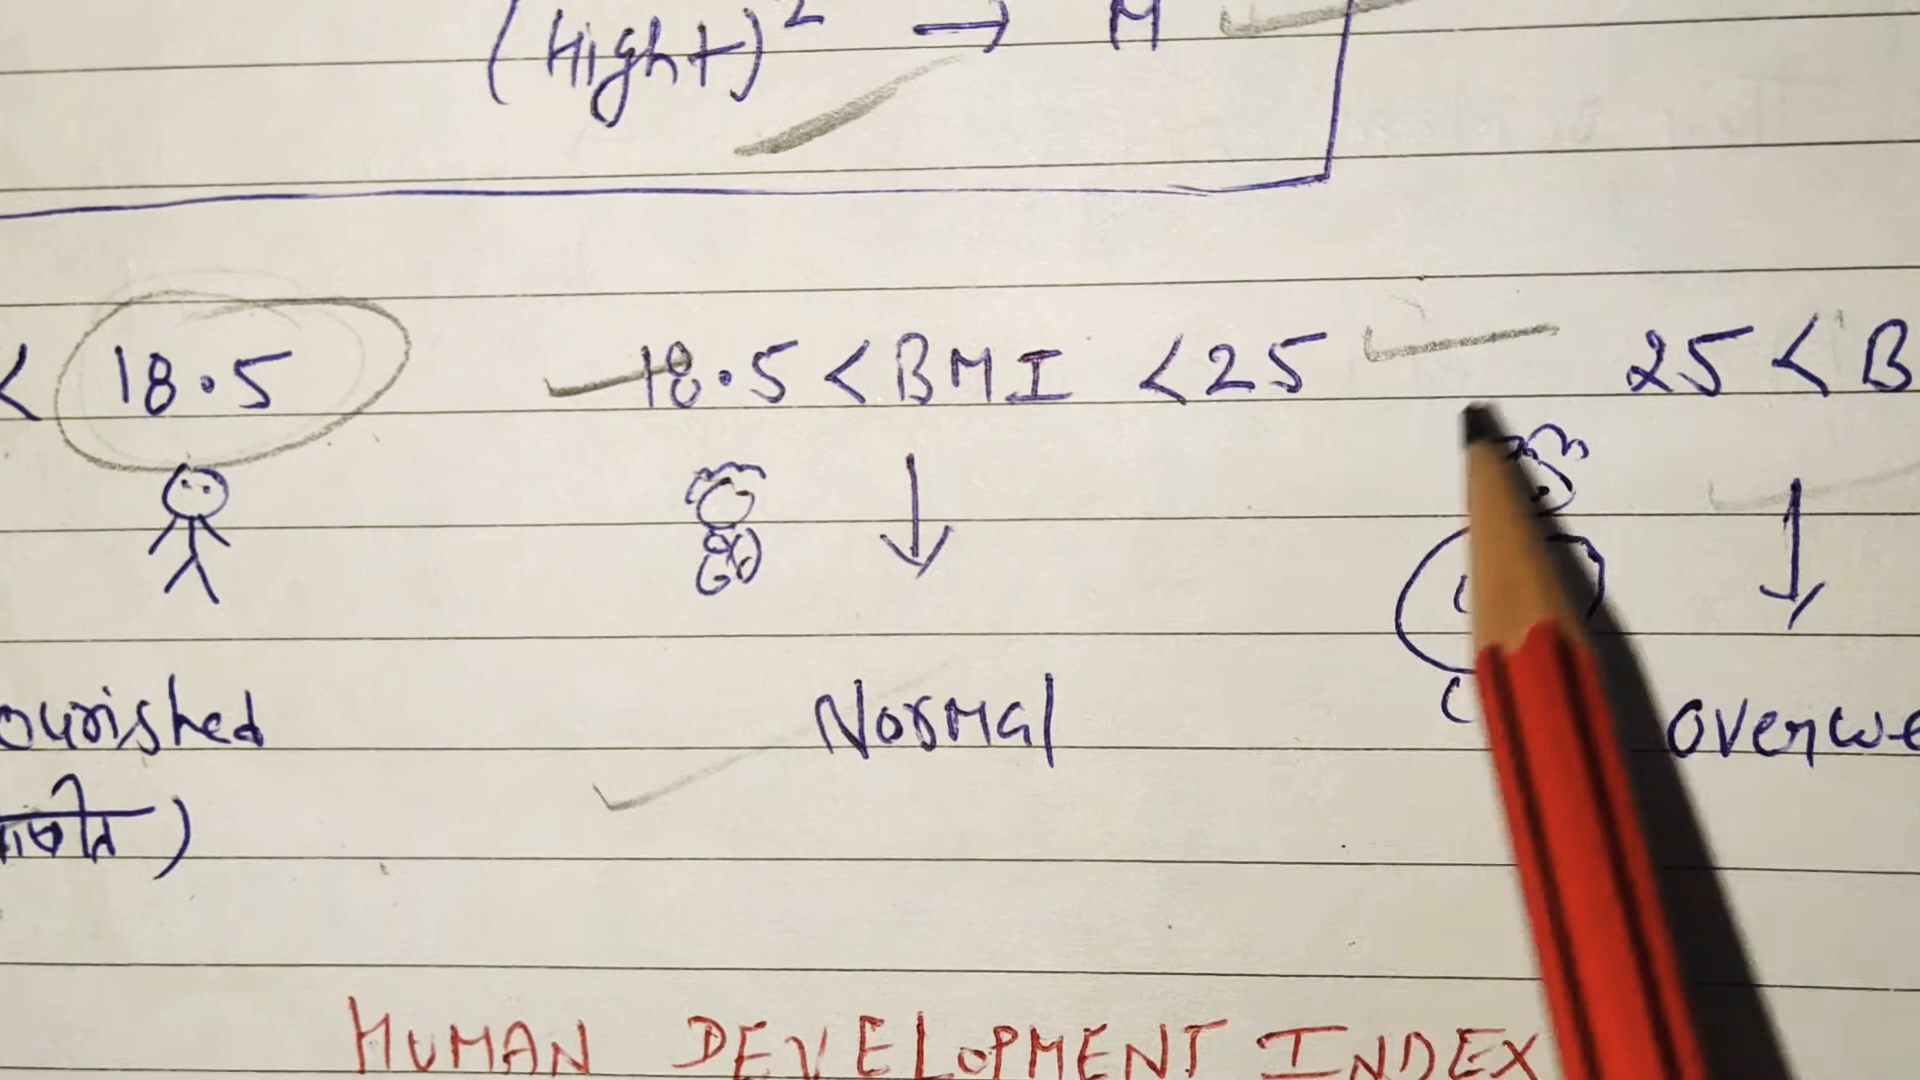 (Hight)² → M
< 18.5 18.5 < BMI < 25 25 < B
ourished Normal Overwe
HUMAN DEVELOPMENT INDEX